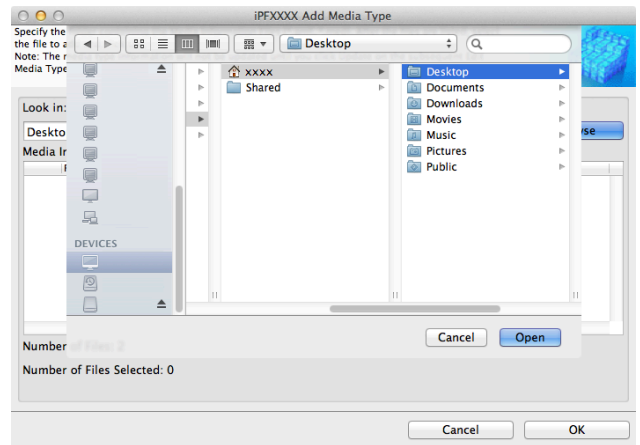 iPFXXXX Add Media Type
Specify the
the file to a
Note: The r
Media Type
Desktop
Look in:
Deskto
Media In
DEVICES
xxxx
Shared
Desktop
Documents
Downloads
Movies
Music
Pictures
Public
se
Cancel
Open
Number of Files: 2
Number of Files Selected: 0
Cancel
OK